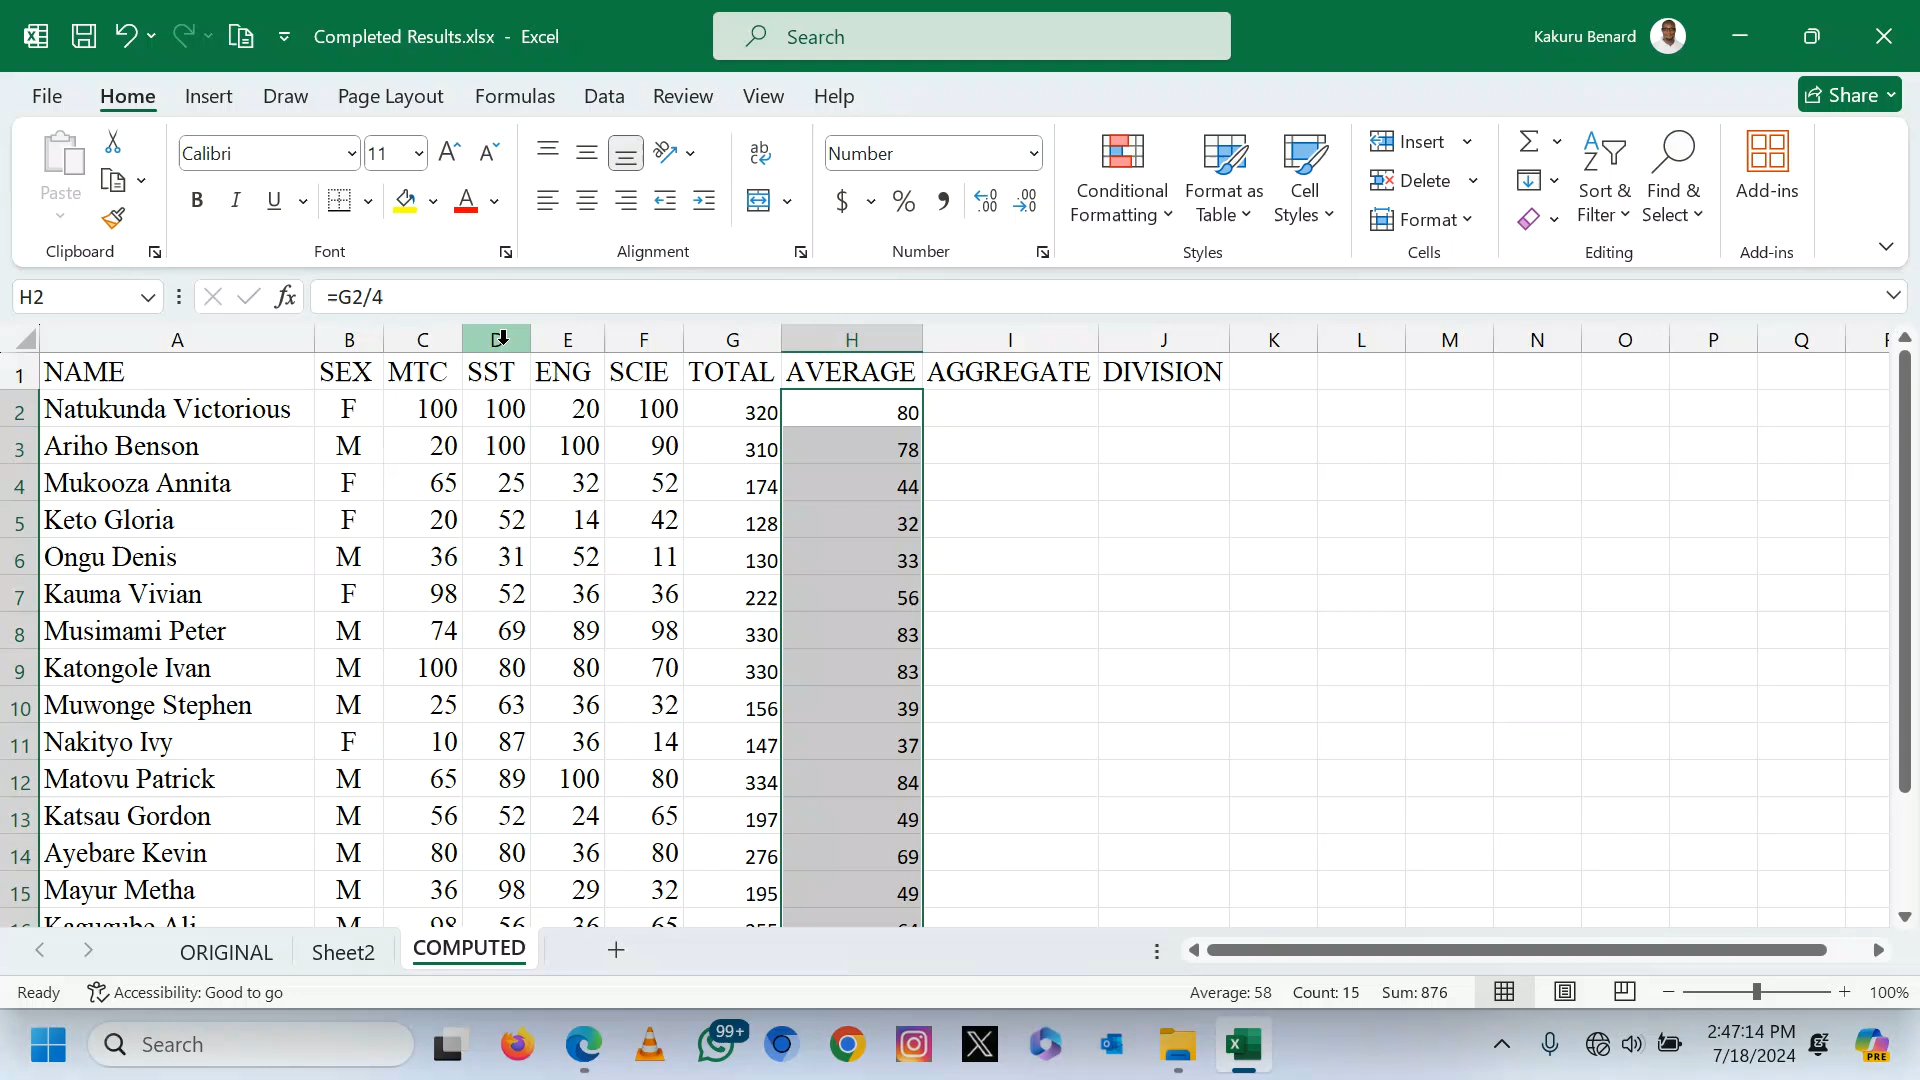 Completed Results.xlsx - Excel
Search
Kakuru Benard
File Home Insert Draw Page Layout Formulas Data Review View Help
Share
Paste
Clipboard
Calibri 11
B I U
Font
ab
Alignment
Number
$ % ,
Number
Conditional Formatting
Format as Table
Cell Styles
Styles
Insert
Delete
Format
Cells
Sort & Filter
Find & Select
Editing
Add-ins
Add-ins
H2 fx =G2/4
A B C D E F G H I J K L M N O P Q
1 NAME SEX MTC SST ENG SCIE TOTAL AVERAGE AGGREGATE DIVISION
2 Natukunda Victorious F 100 100 20 100 320 80
3 Ariho Benson M 20 100 100 90 310 78
4 Mukooza Annita F 65 25 32 52 174 44
5 Keto Gloria F 20 52 14 42 128 32
6 Ongu Denis M 36 31 52 11 130 33
7 Kauma Vivian F 98 52 36 36 222 56
8 Musimami Peter M 74 69 89 98 330 83
9 Katongole Ivan M 100 80 80 70 330 83
10 Muwonge Stephen M 25 63 36 32 156 39
11 Nakityo Ivy F 10 87 36 14 147 37
12 Matovu Patrick M 65 89 100 80 334 84
13 Katsau Gordon M 56 52 24 65 197 49
14 Ayebare Kevin M 80 80 36 80 276 69
15 Mayur Metha M 36 98 29 32 195 49
ORIGINAL Sheet2 COMPUTED
Ready Accessibility: Good to go Average: 58 Count: 15 Sum: 876 100%
Search
99+
2:47:14 PM
7/18/2024
PRE